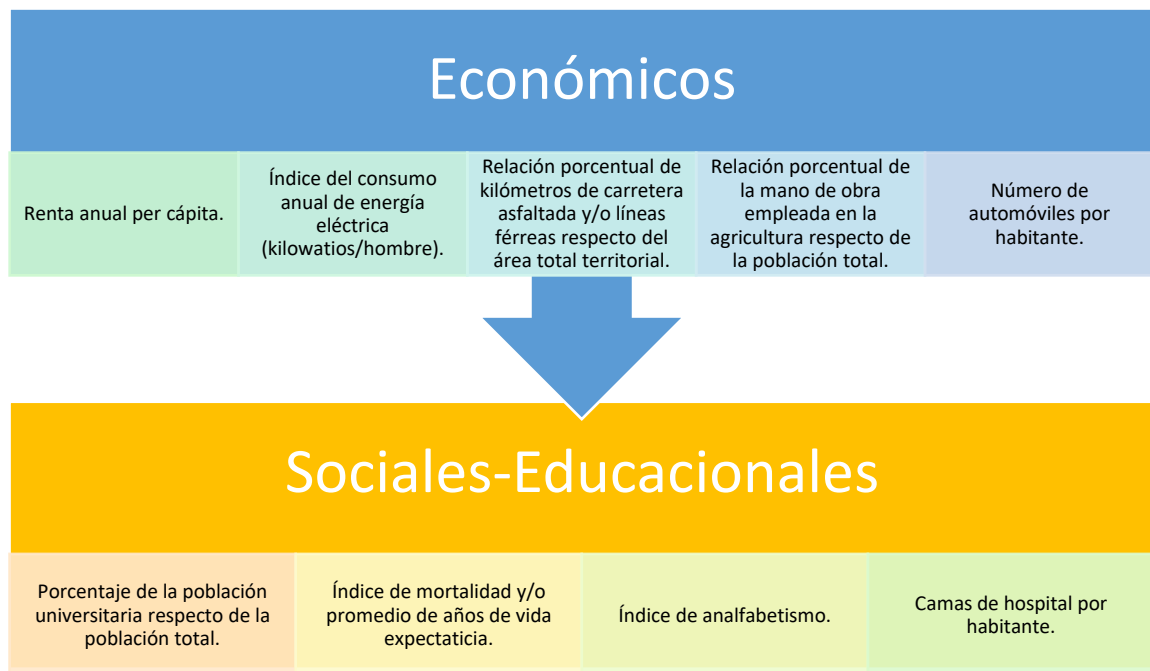 Económicos
Renta anual per cápita.
Índice del consumo
anual de energía
eléctrica
(kilowatios/hombre).
Relación porcentual de
kilómetros de carretera
asfaltada y/o líneas
férreas respecto del
área total territorial.
Relación porcentual de
la mano de obra
empleada en la
agricultura respecto de
la población total.
Número de
automóviles por
habitante.
Sociales-Educacionales
Porcentaje de la población
universitaria respecto de la
población total.
Índice de mortalidad y/o
promedio de años de vida
expectaticia.
Índice de analfabetismo.
Camas de hospital por
habitante.